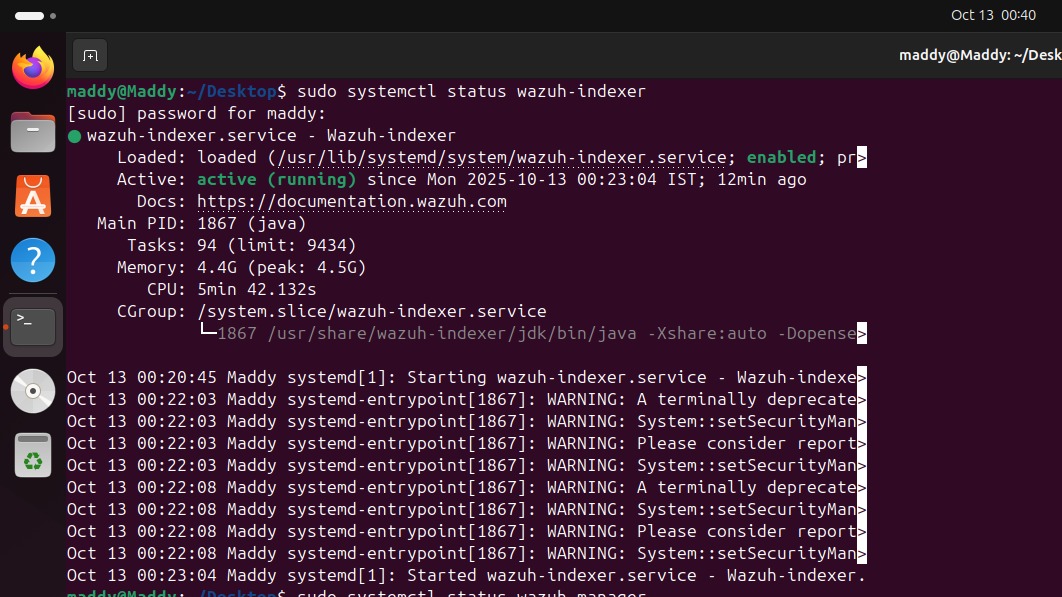 Oct 13 00:40
maddy@Maddy: ~/Desk
maddy@Maddy:~/Desktop$ sudo systemctl status wazuh-indexer
[sudo] password for maddy:
● wazuh-indexer.service - Wazuh-indexer
Loaded: loaded (/usr/lib/systemd/system/wazuh-indexer.service; enabled; pr>
Active: active (running) since Mon 2025-10-13 00:23:04 IST; 12min ago
Docs: https://documentation.wazuh.com
Main PID: 1867 (java)
Tasks: 94 (limit: 9434)
Memory: 4.4G (peak: 4.5G)
CPU: 5min 42.132s
CGroup: /system.slice/wazuh-indexer.service
└─1867 /usr/share/wazuh-indexer/jdk/bin/java -Xshare:auto -Dopense>
Oct 13 00:20:45 Maddy systemd[1]: Starting wazuh-indexer.service - Wazuh-indexe>
Oct 13 00:22:03 Maddy systemd-entrypoint[1867]: WARNING: A terminally deprecate>
Oct 13 00:22:03 Maddy systemd-entrypoint[1867]: WARNING: System::setSecurityMan>
Oct 13 00:22:03 Maddy systemd-entrypoint[1867]: WARNING: Please consider report>
Oct 13 00:22:03 Maddy systemd-entrypoint[1867]: WARNING: System::setSecurityMan>
Oct 13 00:22:08 Maddy systemd-entrypoint[1867]: WARNING: A terminally deprecate>
Oct 13 00:22:08 Maddy systemd-entrypoint[1867]: WARNING: System::setSecurityMan>
Oct 13 00:22:08 Maddy systemd-entrypoint[1867]: WARNING: Please consider report>
Oct 13 00:22:08 Maddy systemd-entrypoint[1867]: WARNING: System::setSecurityMan>
Oct 13 00:23:04 Maddy systemd[1]: Started wazuh-indexer.service - Wazuh-indexer.
maddy@Maddy:~/Desktop$ sudo systemctl status wazuh-manager